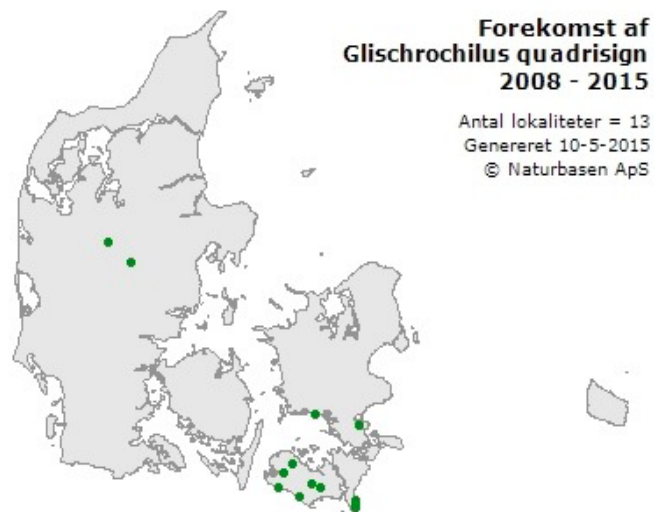 Forekomst af
Glischrochilus quadrisign
2008 - 2015
Antal lokaliteter = 13
Genereret 10-5-2015
© Naturbasen ApS